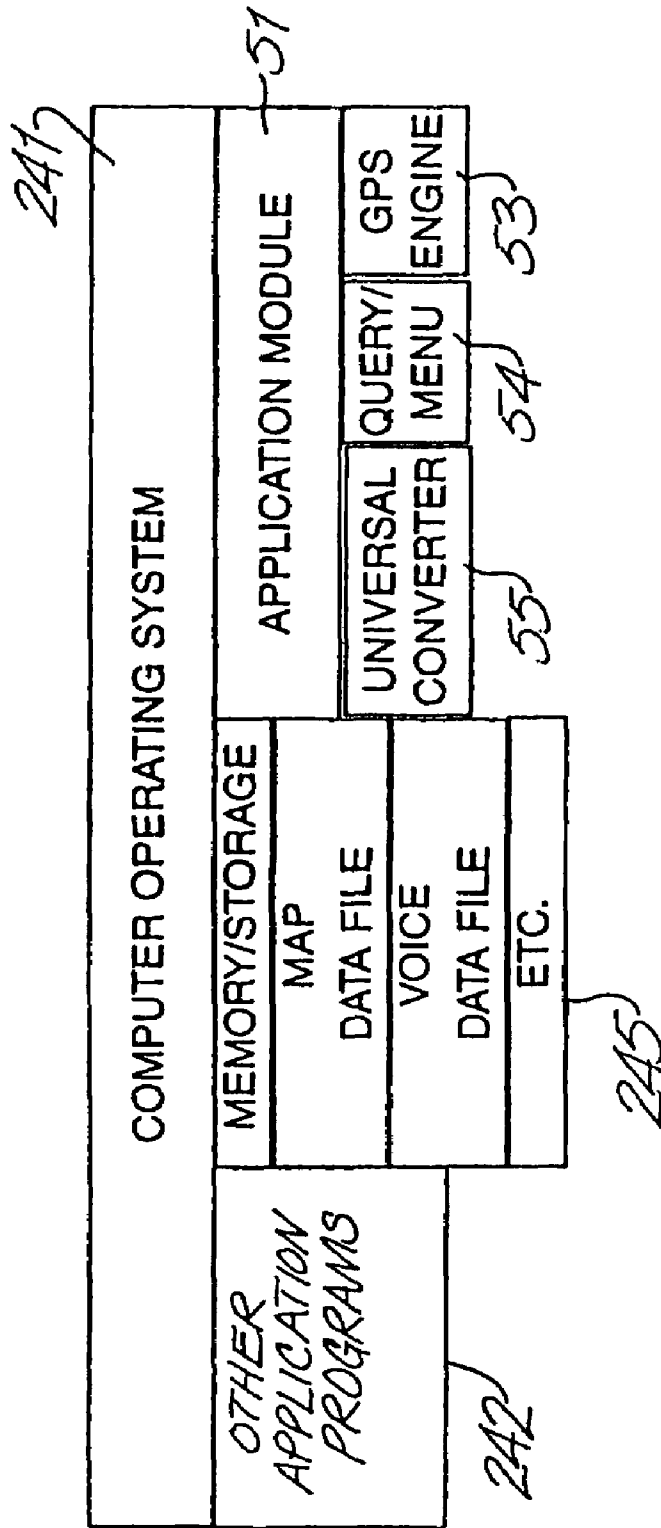 241
COMPUTER OPERATING SYSTEM
51
OTHER
APPLICATION
PROGRAMS
MEMORY/STORAGE
MAP
DATA FILE
VOICE
DATA FILE
ETC.
APPLICATION MODULE
UNIVERSAL
CONVERTER
QUERY/
MENU
GPS
ENGINE
242
245
55
54
53